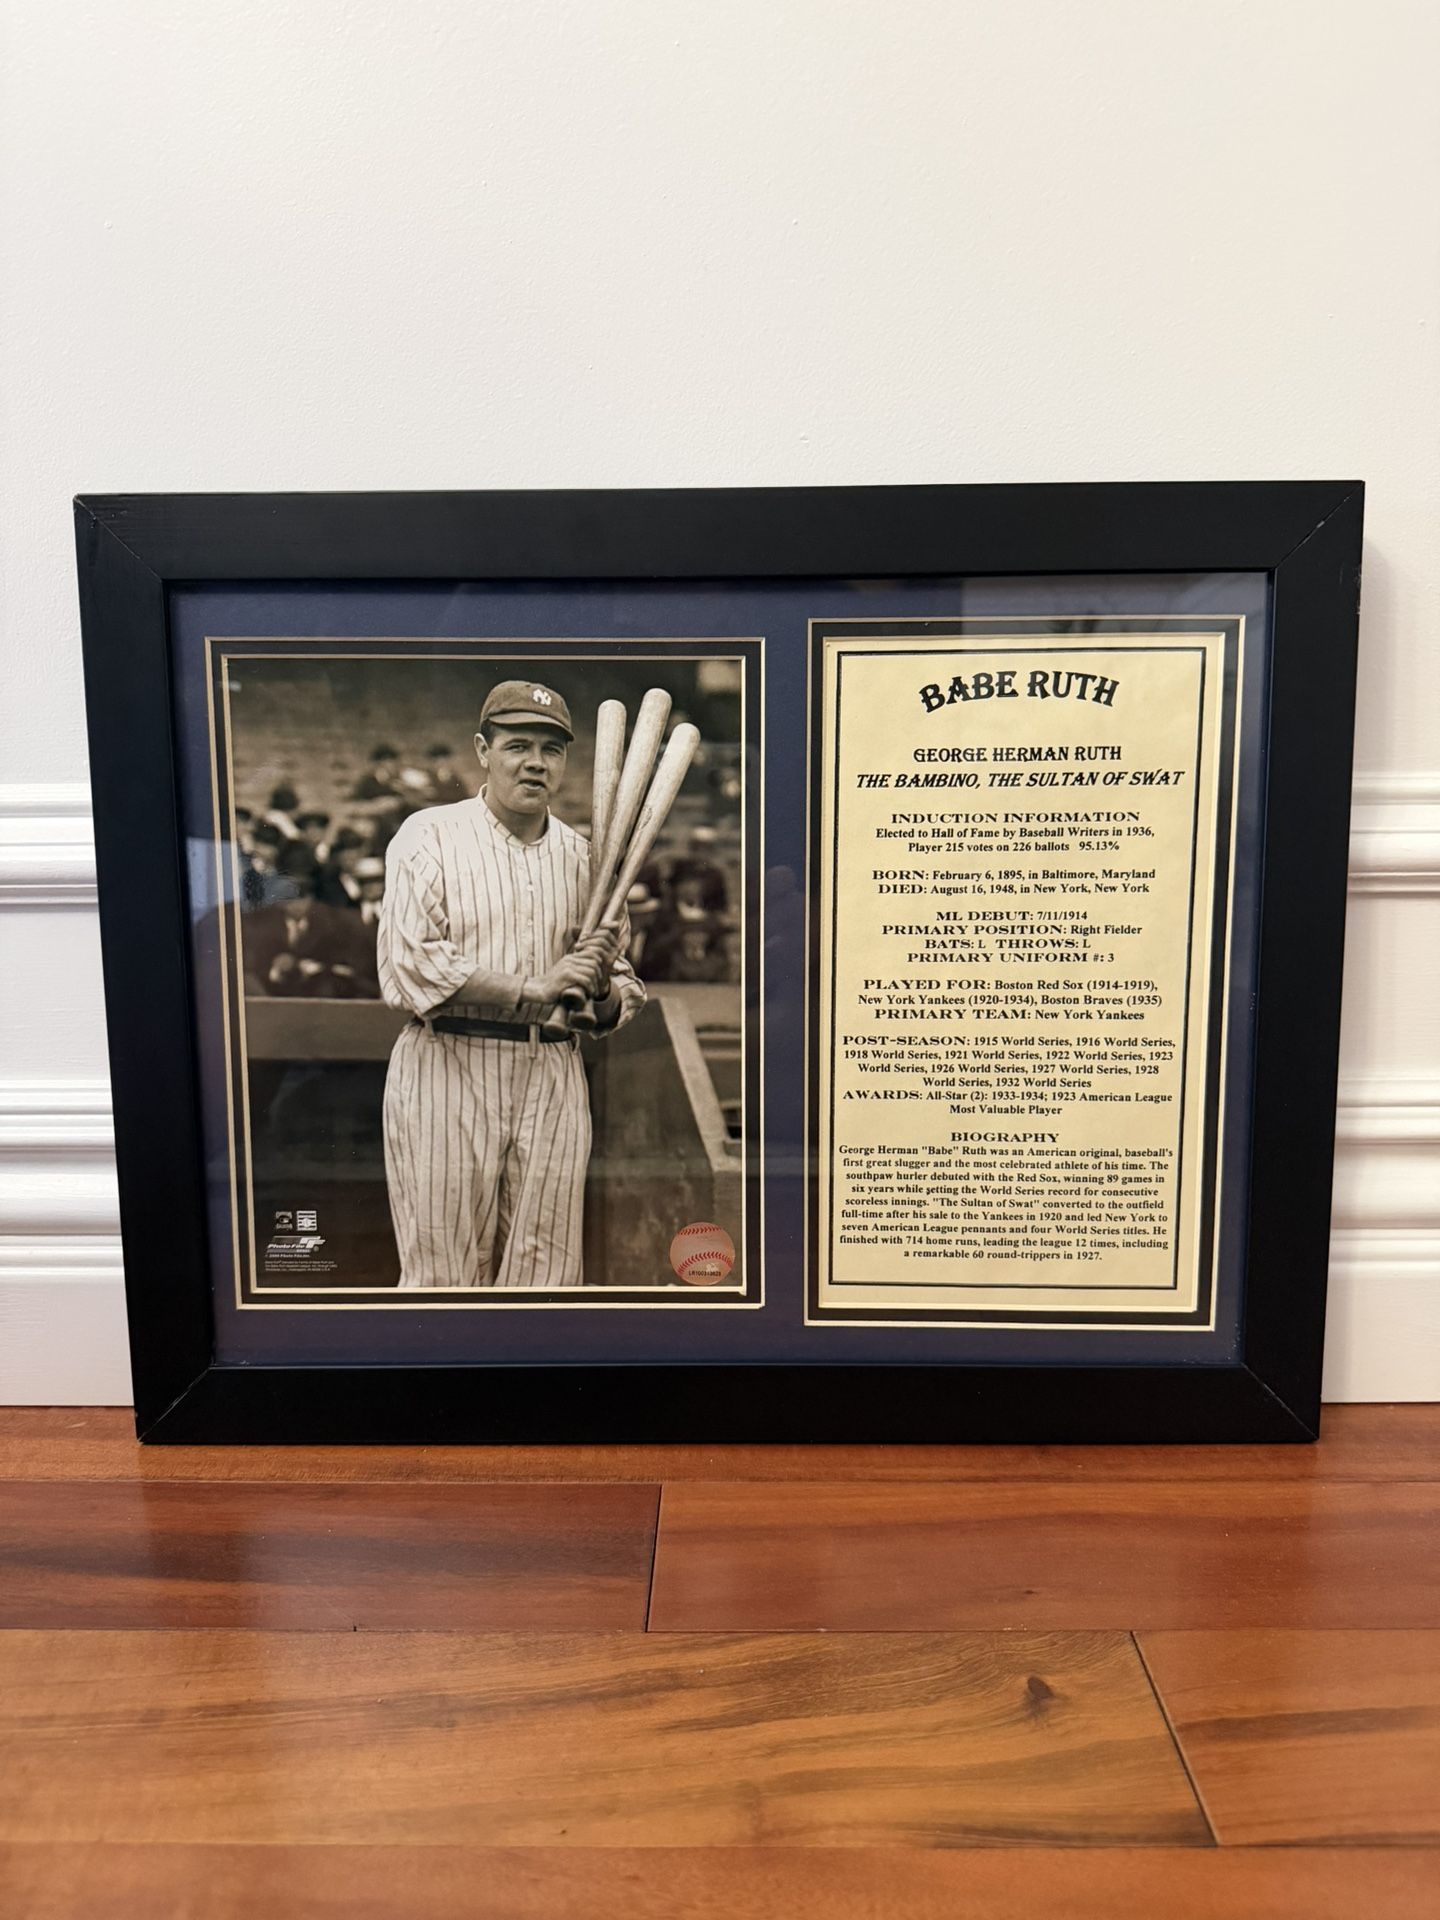 NY
PhotoFile
© 2006 Photo File, Inc.
BABE RUTH
GEORGE HERMAN RUTH
THE BAMBINO, THE SULTAN OF SWAT
INDUCTION INFORMATION
Elected to Hall of Fame by Baseball Writers in 1936,
Player 215 votes on 226 ballots 95.13%
BORN: February 6, 1895, in Baltimore, Maryland
DIED: August 16, 1948, in New York, New York
ML DEBUT: 7/11/1914
PRIMARY POSITION: Right Fielder
BATS: L THROWS: L
PRIMARY UNIFORM #: 3
PLAYED FOR: Boston Red Sox (1914-1919),
New York Yankees (1920-1934), Boston Braves (1935)
PRIMARY TEAM: New York Yankees
POST-SEASON: 1915 World Series, 1916 World Series,
1918 World Series, 1921 World Series, 1922 World Series, 1923
World Series, 1926 World Series, 1927 World Series, 1928
World Series, 1932 World Series
AWARDS: All-Star (2): 1933-1934; 1923 American League
Most Valuable Player
BIOGRAPHY
George Herman "Babe" Ruth was an American original, baseball's
first great slugger and the most celebrated athlete of his time. The
southpaw hurler debuted with the Red Sox, winning 89 games in
six years while setting the World Series record for consecutive
scoreless innings. "The Sultan of Swat" converted to the outfield
full-time after his sale to the Yankees in 1920 and led New York to
seven American League pennants and four World Series titles. He
finished with 714 home runs, leading the league 12 times, including
a remarkable 60 round-trippers in 1927.